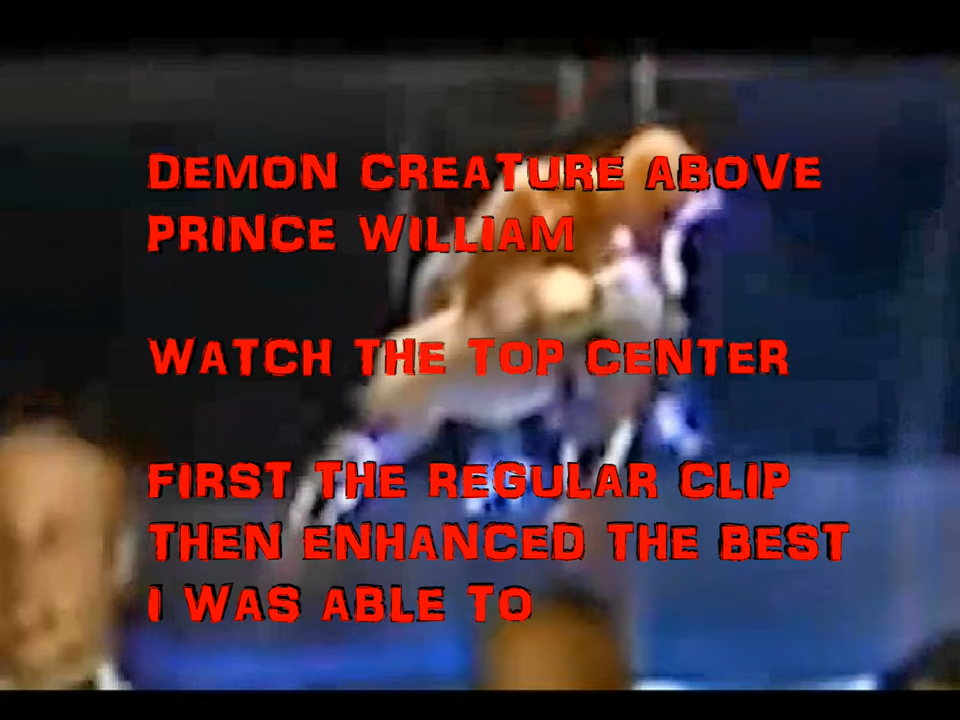 DEMON CREATURE ABOVE
PRINCE WILLIAM
WATCH THE TOP CENTER
FIRST THE REGULAR CLIP
THEN ENHANCED THE BEST
I WAS ABLE TO